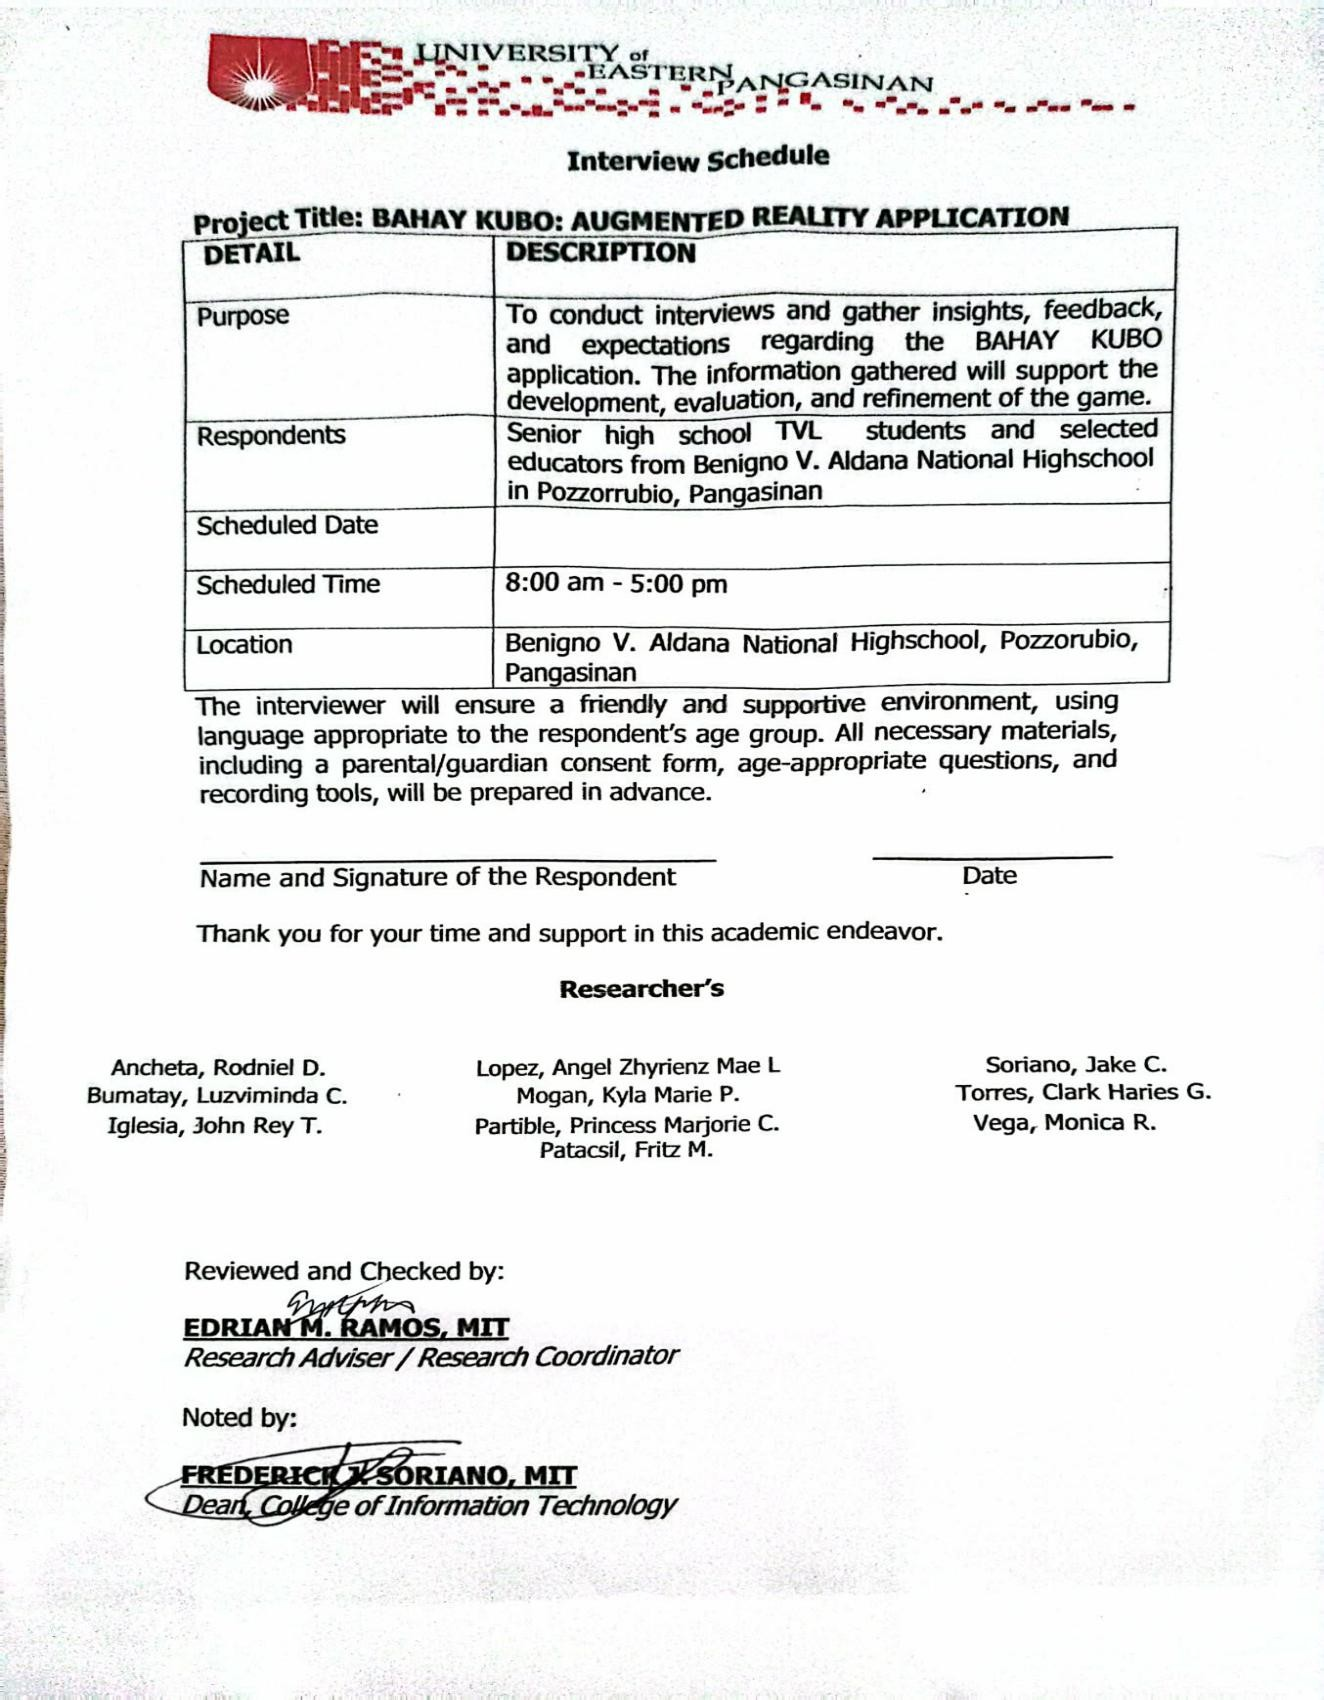 UNIVERSITY of
EASTERN
PANGASINAN
Interview Schedule
Project Title: BAHAY KUBO: AUGMENTED REALITY APPLICATION
DETAIL DESCRIPTION
Purpose To conduct interviews and gather insights, feedback,
and expectations regarding the BAHAY KUBO
application. The information gathered will support the
development, evaluation, and refinement of the game.
Respondents Senior high school TVL students and selected
educators from Benigno V. Aldana National Highschool
in Pozzorrubio, Pangasinan
Scheduled Date
Scheduled Time 8:00 am - 5:00 pm
Location Benigno V. Aldana National Highschool, Pozzorubio,
Pangasinan
The interviewer will ensure a friendly and supportive environment, using
language appropriate to the respondent's age group. All necessary materials,
including a parental/guardian consent form, age-appropriate questions, and
recording tools, will be prepared in advance.
Name and Signature of the Respondent Date
Thank you for your time and support in this academic endeavor.
Researcher's
Ancheta, Rodniel D. Lopez, Angel Zhyrienz Mae L Soriano, Jake C.
Bumatay, Luzviminda C. Mogan, Kyla Marie P. Torres, Clark Haries G.
Iglesia, John Rey T. Partible, Princess Marjorie C. Vega, Monica R.
Patacsil, Fritz M.
Reviewed and Checked by:
EDRIAN M. RAMOS, MIT
Research Adviser / Research Coordinator
Noted by:
FREDERICK J. SORIANO, MIT
Dean, College of Information Technology